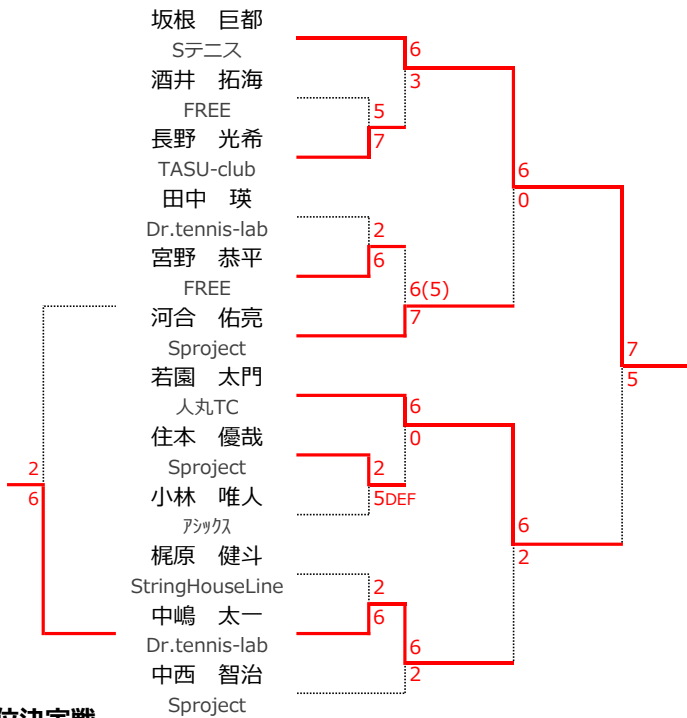 坂根　巨都
Sテニス
6
酒井　拓海
3
FREE
5
長野　光希
7
TASU-club
6
田中　瑛
0
Dr.tennis-lab
2
宮野　恭平
6
FREE
6(5)
河合　佑亮
7
Sproject
7
若園　太門
5
人丸TC
6
住本　優哉
0
Sproject
2
2
小林　唯人
6
5DEF
アシックス
6
梶原　健斗
2
StringHouseLine
2
中嶋　太一
6
Dr.tennis-lab
6
中西　智治
2
Sproject
位決定戦